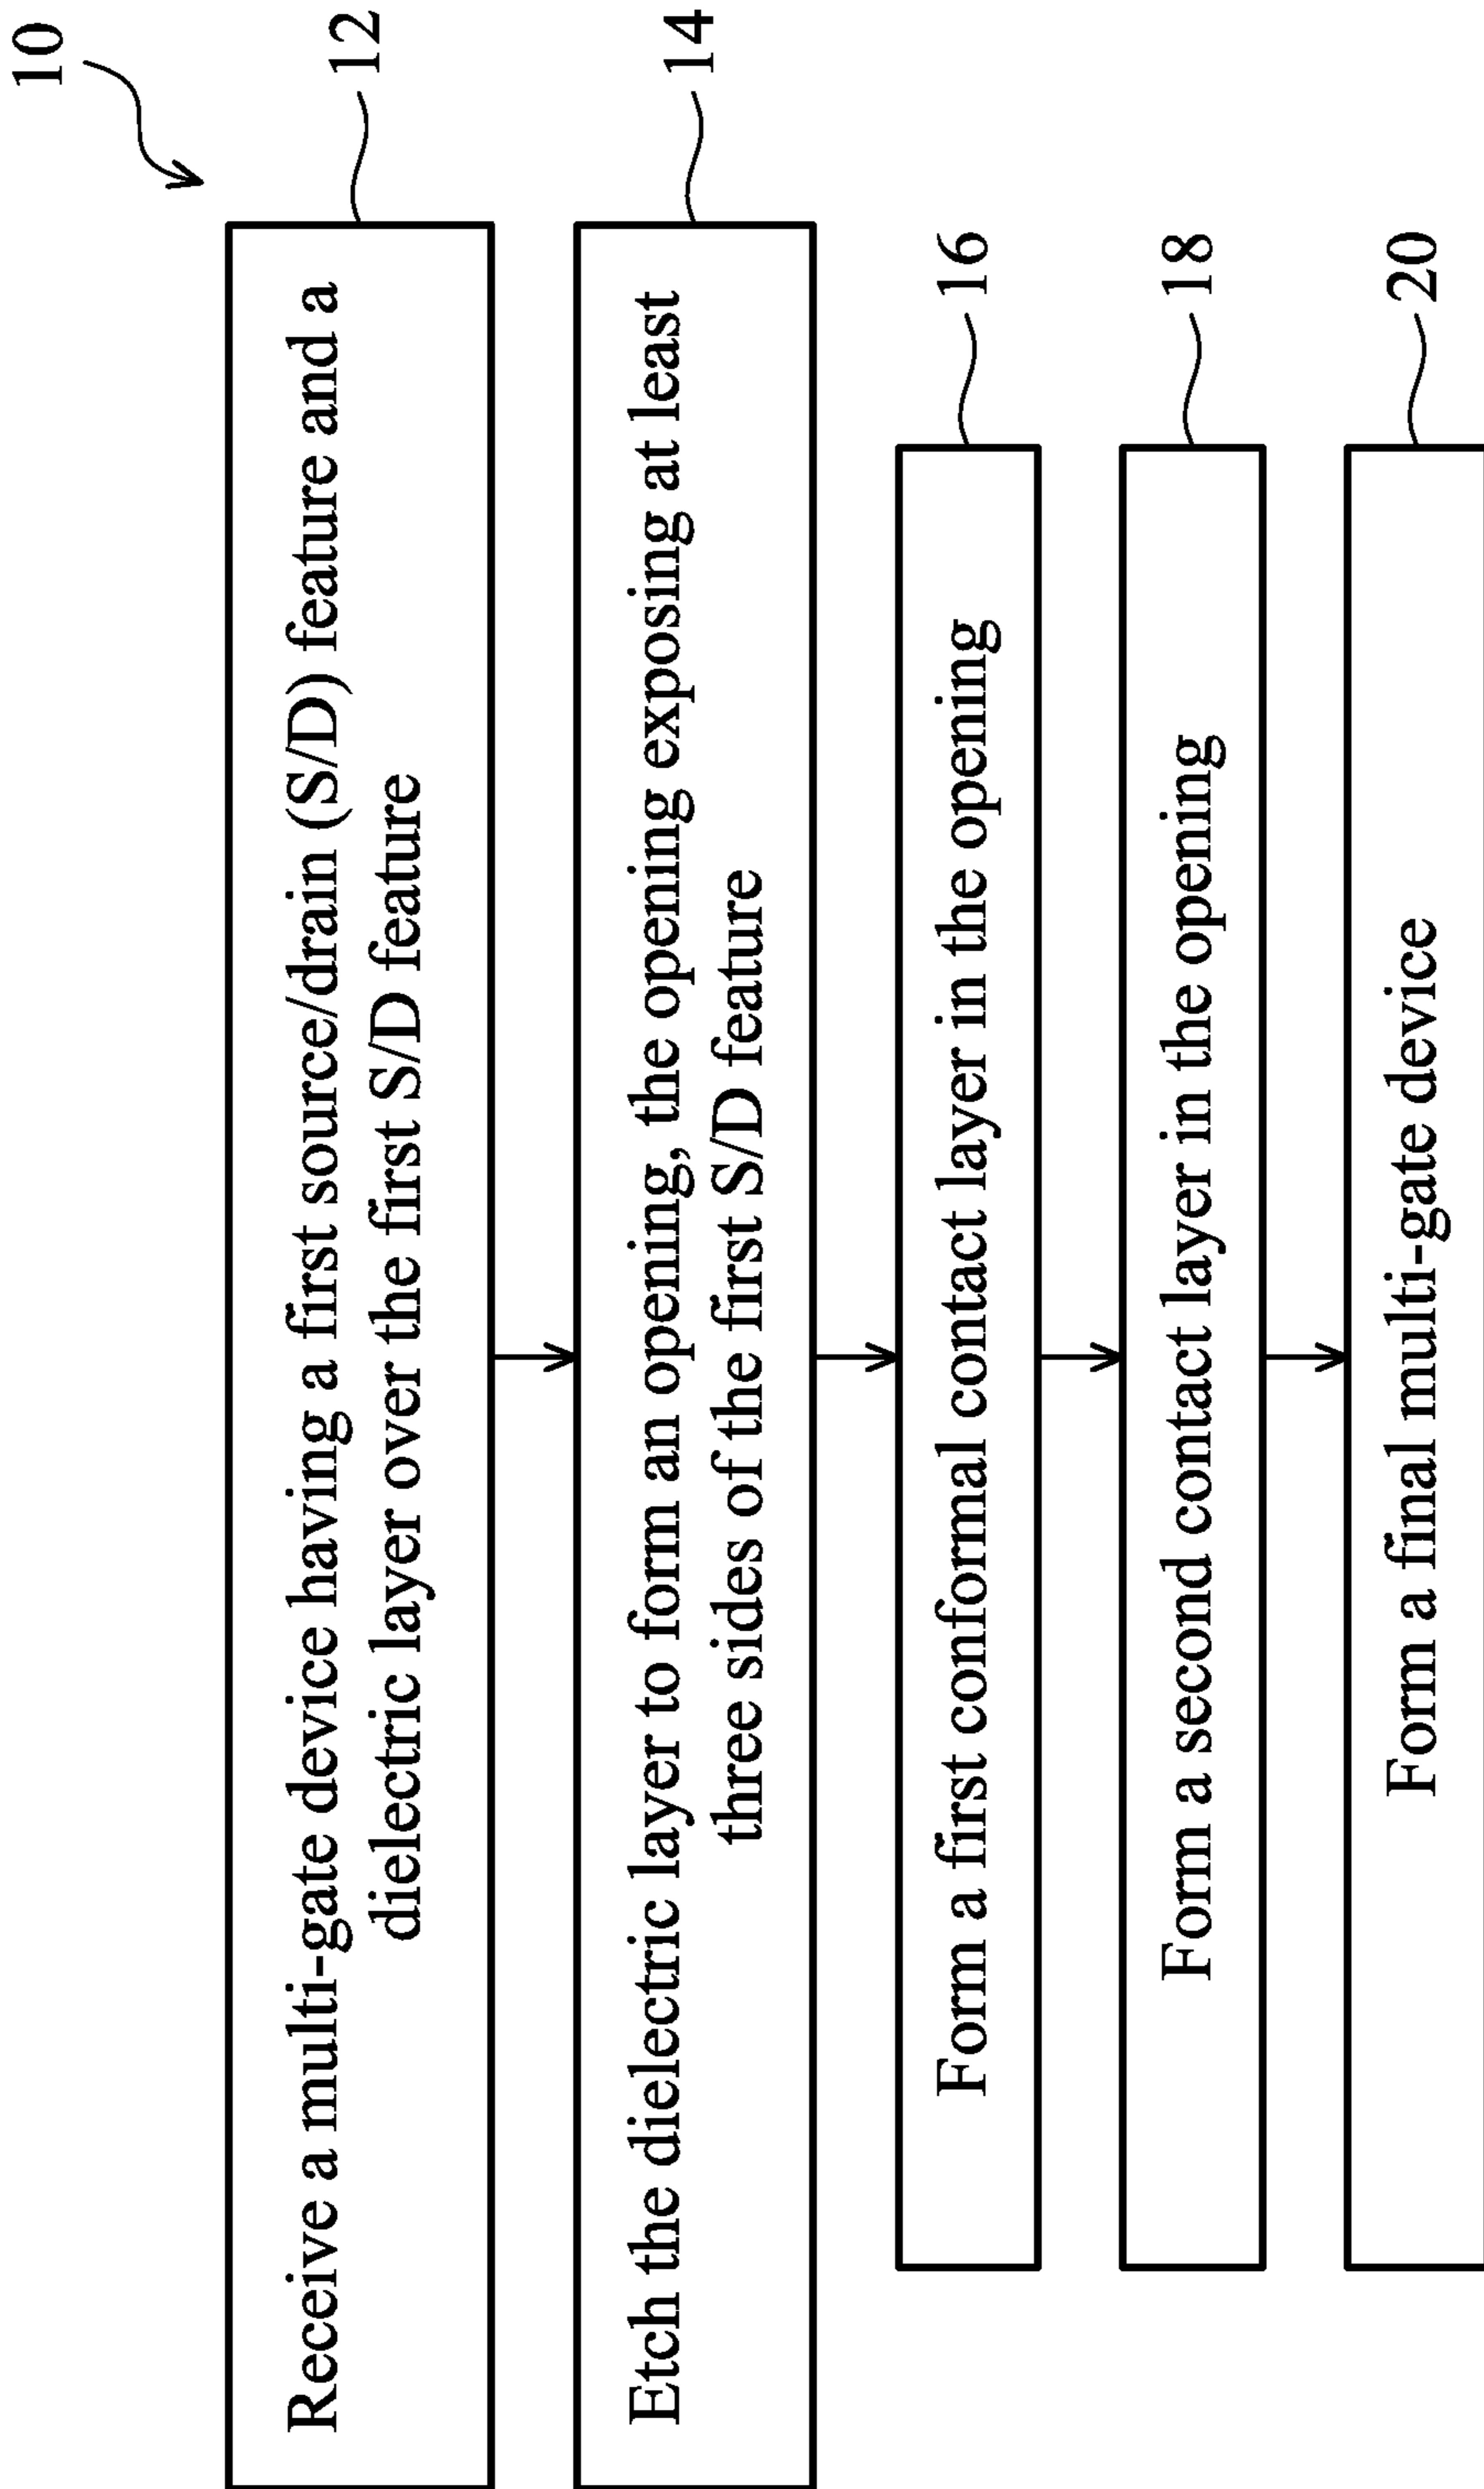 10
Receive a multi-gate device having a first source/drain (S/D) feature and a
dielectric layer over the first S/D feature
12
Etch the dielectric layer to form an opening, the opening exposing at least
three sides of the first S/D feature
14
Form a first conformal contact layer in the opening
16
Form a second contact layer in the opening
18
Form a final multi-gate device
20